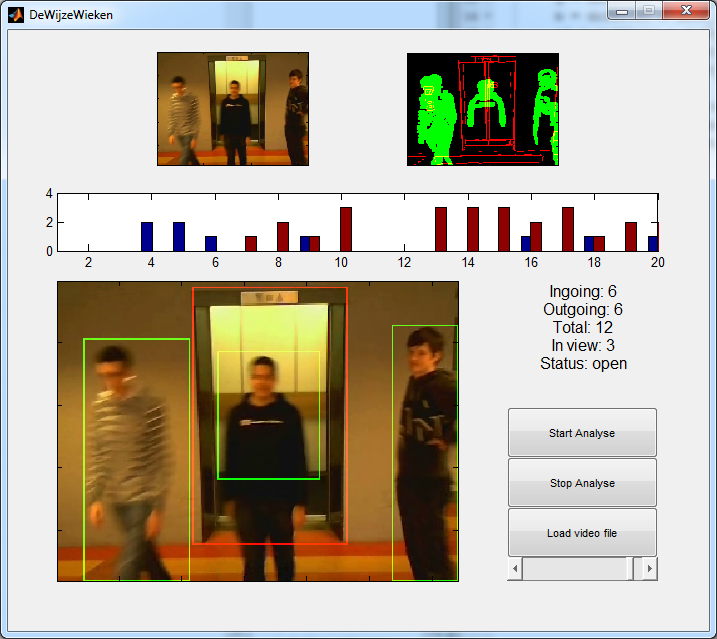 DeWijzeWieken
4
2
0
2 4 6 8 10 12 14 16 18 20
Ingoing: 6
Outgoing: 6
Total: 12
In view: 3
Status: open
Start Analyse
Stop Analyse
Load video file